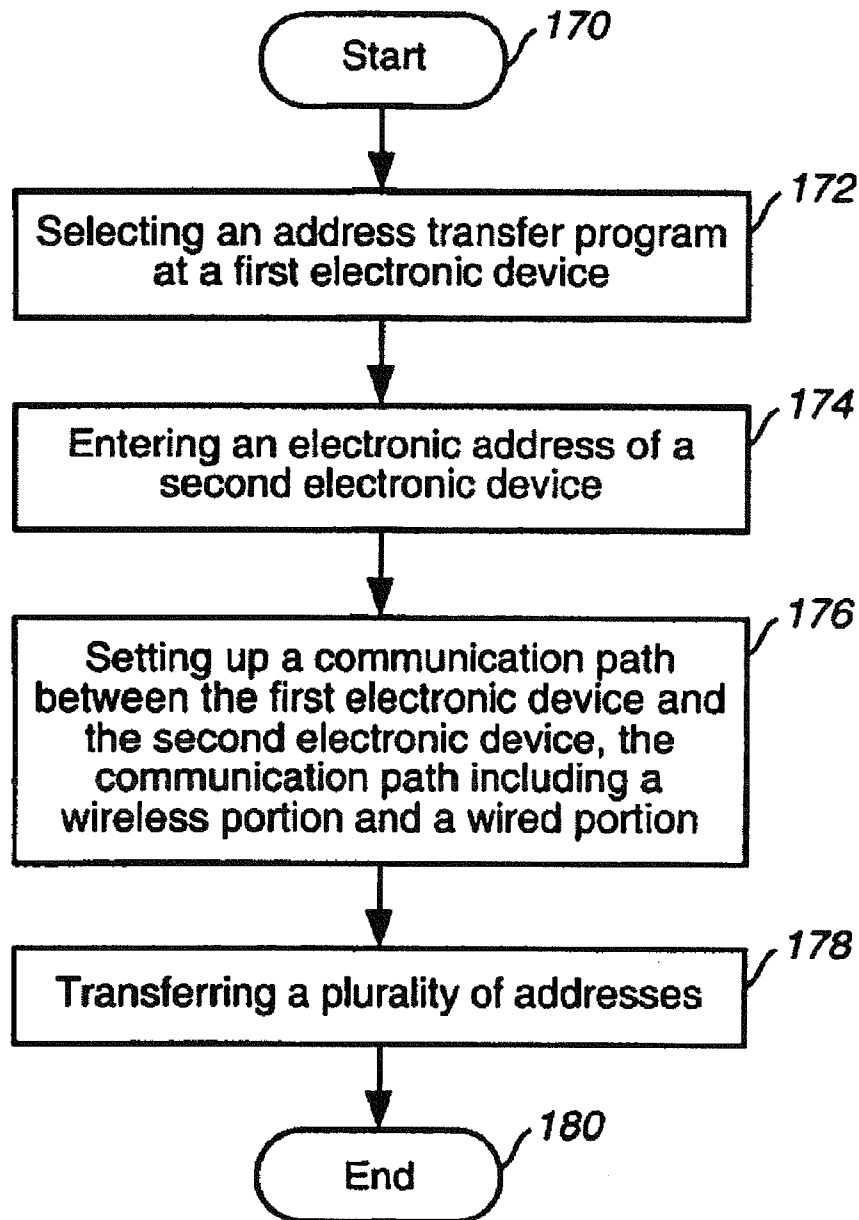 170
Start
172
Selecting an address transfer program
at a first electronic device
174
Entering an electronic address of a
second electronic device
176
Setting up a communication path
between the first electronic device and
the second electronic device, the
communication path including a
wireless portion and a wired portion
178
Transferring a plurality of addresses
180
End